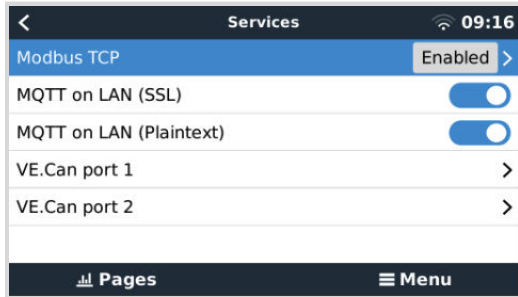 Services 09:16
Modbus TCP Enabled
MQTT on LAN (SSL)
MQTT on LAN (Plaintext)
VE.Can port 1
VE.Can port 2
Pages Menu